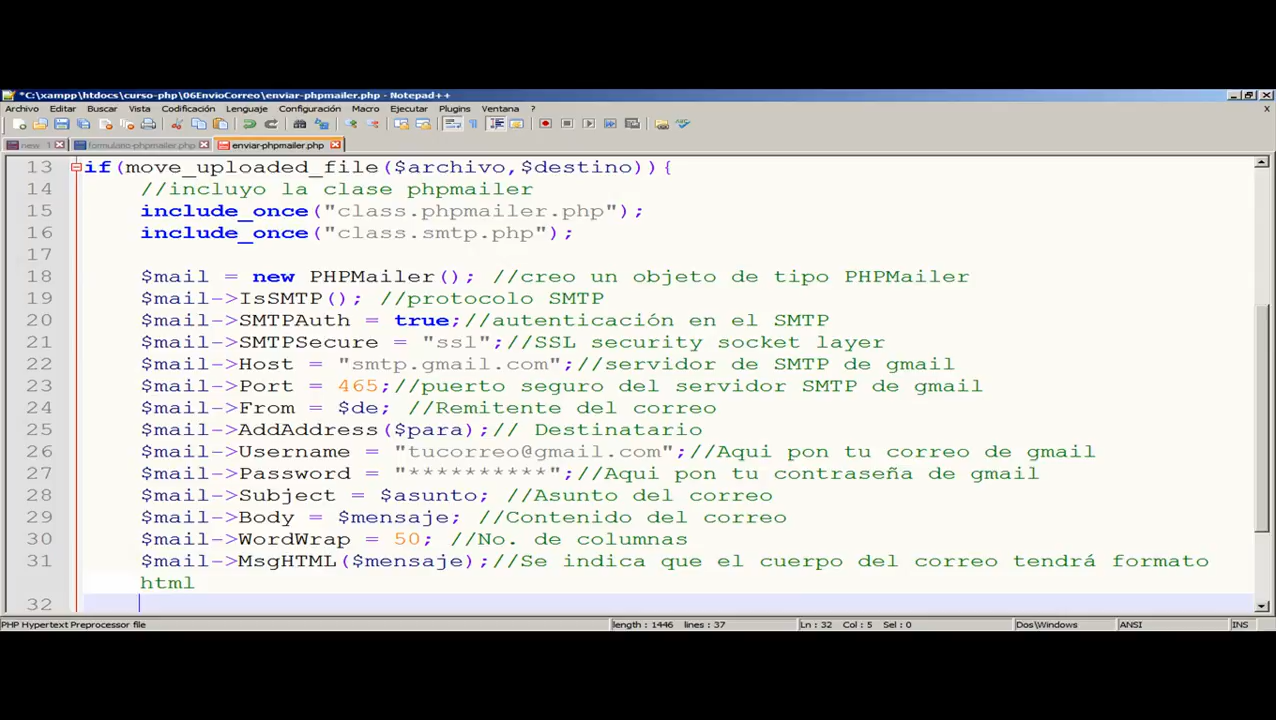 *C:\xampp\htdocs\curso-php\06EnvioCorreo\enviar-phpmailer.php - Notepad++
Archivo Editar Buscar Vista Codificación Lenguaje Configuración Macro Ejecutar Plugins Ventana ? X
new 1 formulario-phpmailer.php enviar-phpmailer.php
13 if(move_uploaded_file($archivo,$destino)){
14 //incluyo la clase phpmailer
15 include_once("class.phpmailer.php");
16 include_once("class.smtp.php");
17
18 $mail = new PHPMailer(); //creo un objeto de tipo PHPMailer
19 $mail->IsSMTP(); //protocolo SMTP
20 $mail->SMTPAuth = true;//autenticación en el SMTP
21 $mail->SMTPSecure = "ssl";//SSL security socket layer
22 $mail->Host = "smtp.gmail.com";//servidor de SMTP de gmail
23 $mail->Port = 465;//puerto seguro del servidor SMTP de gmail
24 $mail->From = $de; //Remitente del correo
25 $mail->AddAddress($para);// Destinatario
26 $mail->Username = "tucorreo@gmail.com";//Aqui pon tu correo de gmail
27 $mail->Password = "**********";//Aqui pon tu contraseña de gmail
28 $mail->Subject = $asunto; //Asunto del correo
29 $mail->Body = $mensaje; //Contenido del correo
30 $mail->WordWrap = 50; //No. de columnas
31 $mail->MsgHTML($mensaje);//Se indica que el cuerpo del correo tendrá formato
html
32
PHP Hypertext Preprocessor file length : 1446 lines : 37 Ln : 32 Col : 5 Sel : 0 Dos\Windows ANSI INS